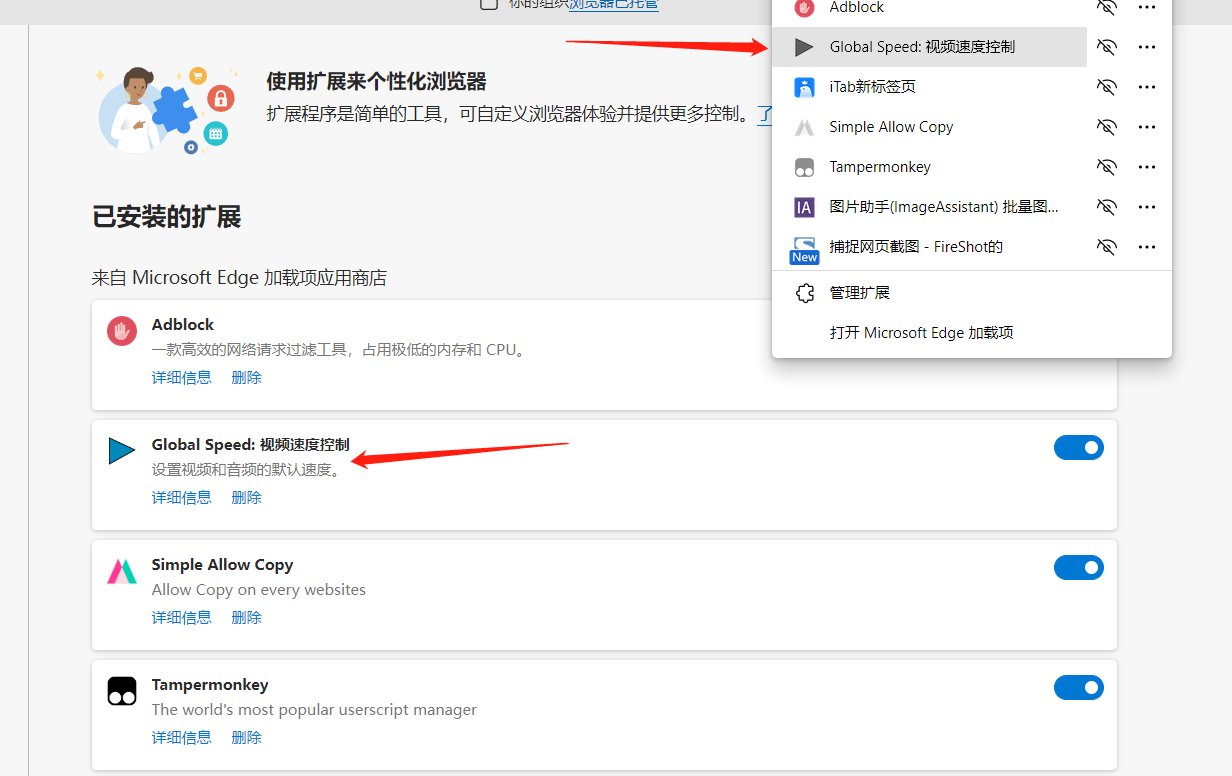 你的组织浏览器已托管
Adblock
Global Speed: 视频速度控制
iTab新标签页
Simple Allow Copy
Tampermonkey
IA
图片助手(ImageAssistant) 批量图...
New
捕捉网页截图 - FireShot的
管理扩展
打开 Microsoft Edge 加载项
使用扩展来个性化浏览器
扩展程序是简单的工具，可自定义浏览器体验并提供更多控制。了
已安装的扩展
来自 Microsoft Edge 加载项应用商店
Adblock
一款高效的网络请求过滤工具，占用极低的内存和 CPU。
详细信息 删除
Global Speed: 视频速度控制
设置视频和音频的默认速度。
详细信息 删除
Simple Allow Copy
Allow Copy on every websites
详细信息 删除
Tampermonkey
The world's most popular userscript manager
详细信息 删除